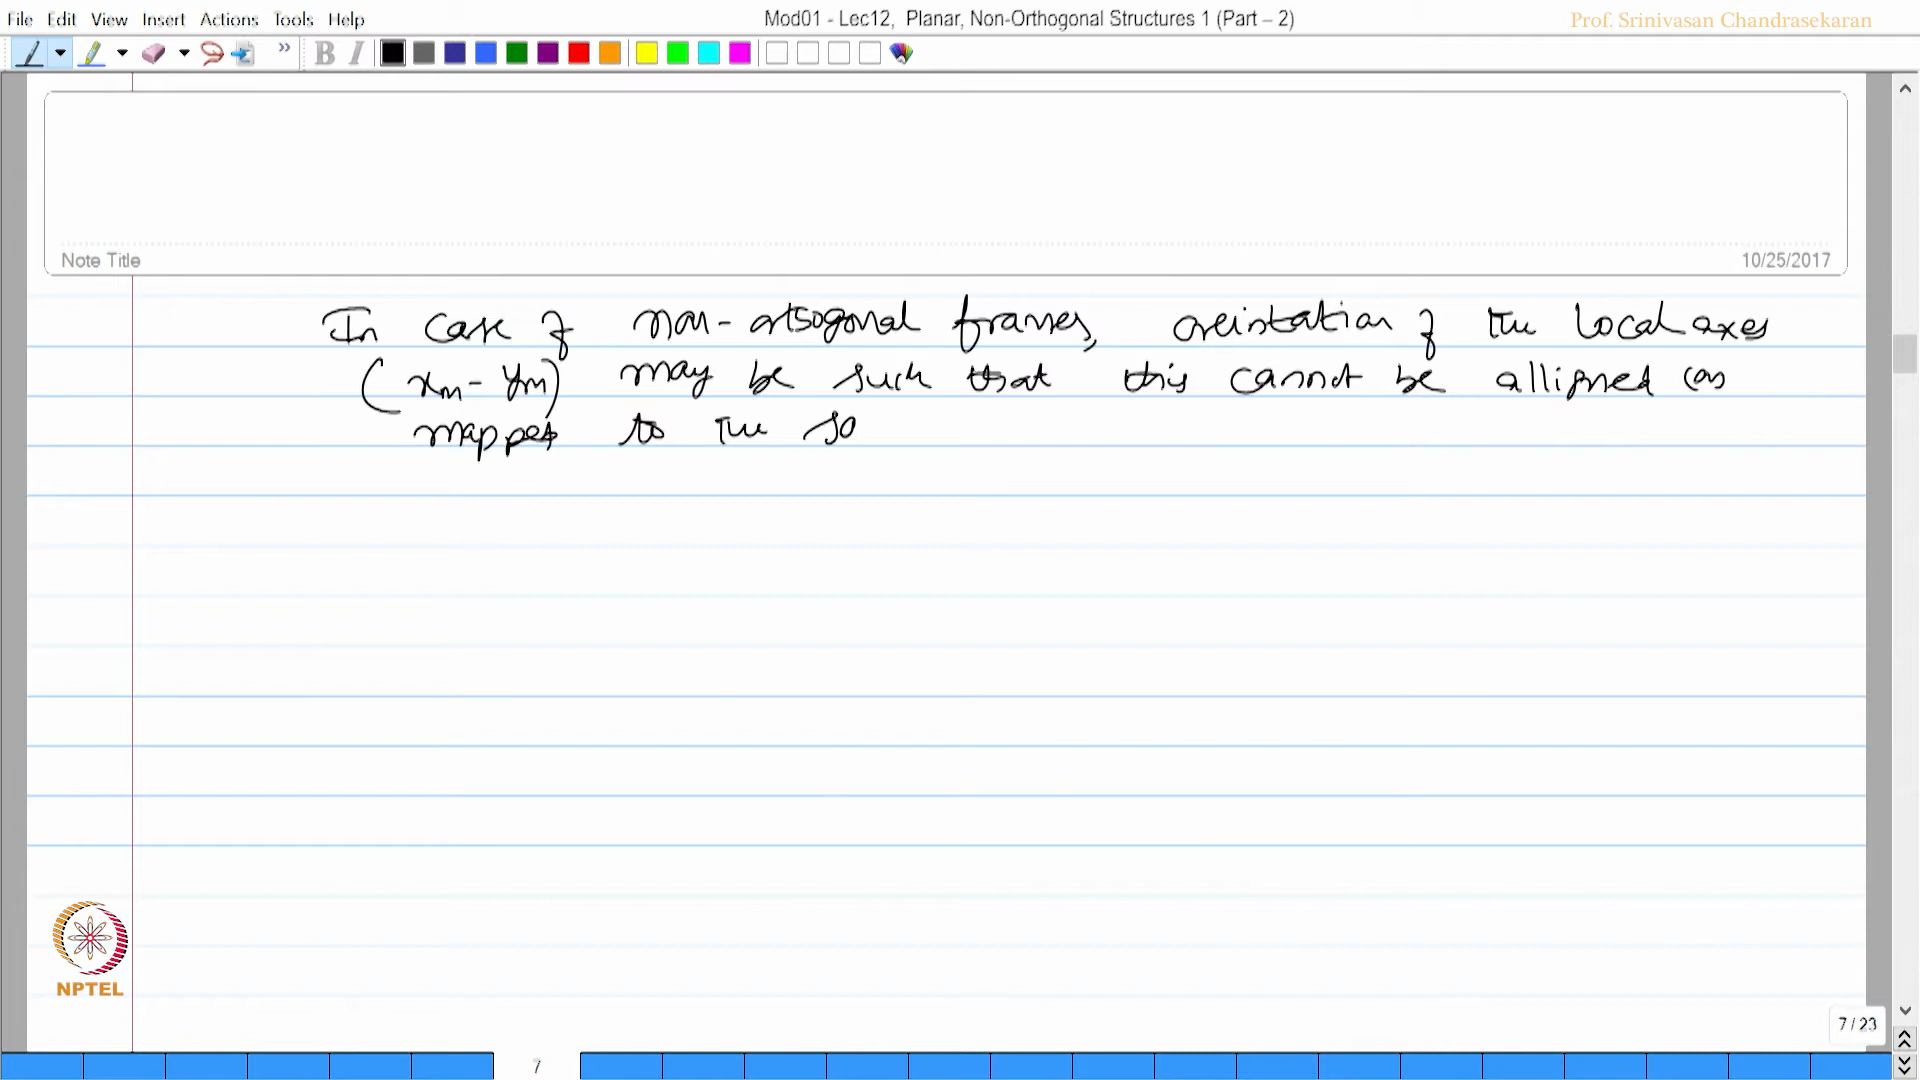 File Edit View Insert Actions Tools Help
Mod01 - Lec12, Planar, Non-Orthogonal Structures 1 (Part – 2)
Prof. Srinivasan Chandrasekaran
Note Title
10/25/2017
In case of non-orthogonal frames, oreintation of the local axes
(xm - ym) may be such that this cannot be alligned (or
mapped to the so
NPTEL
7 / 23
7